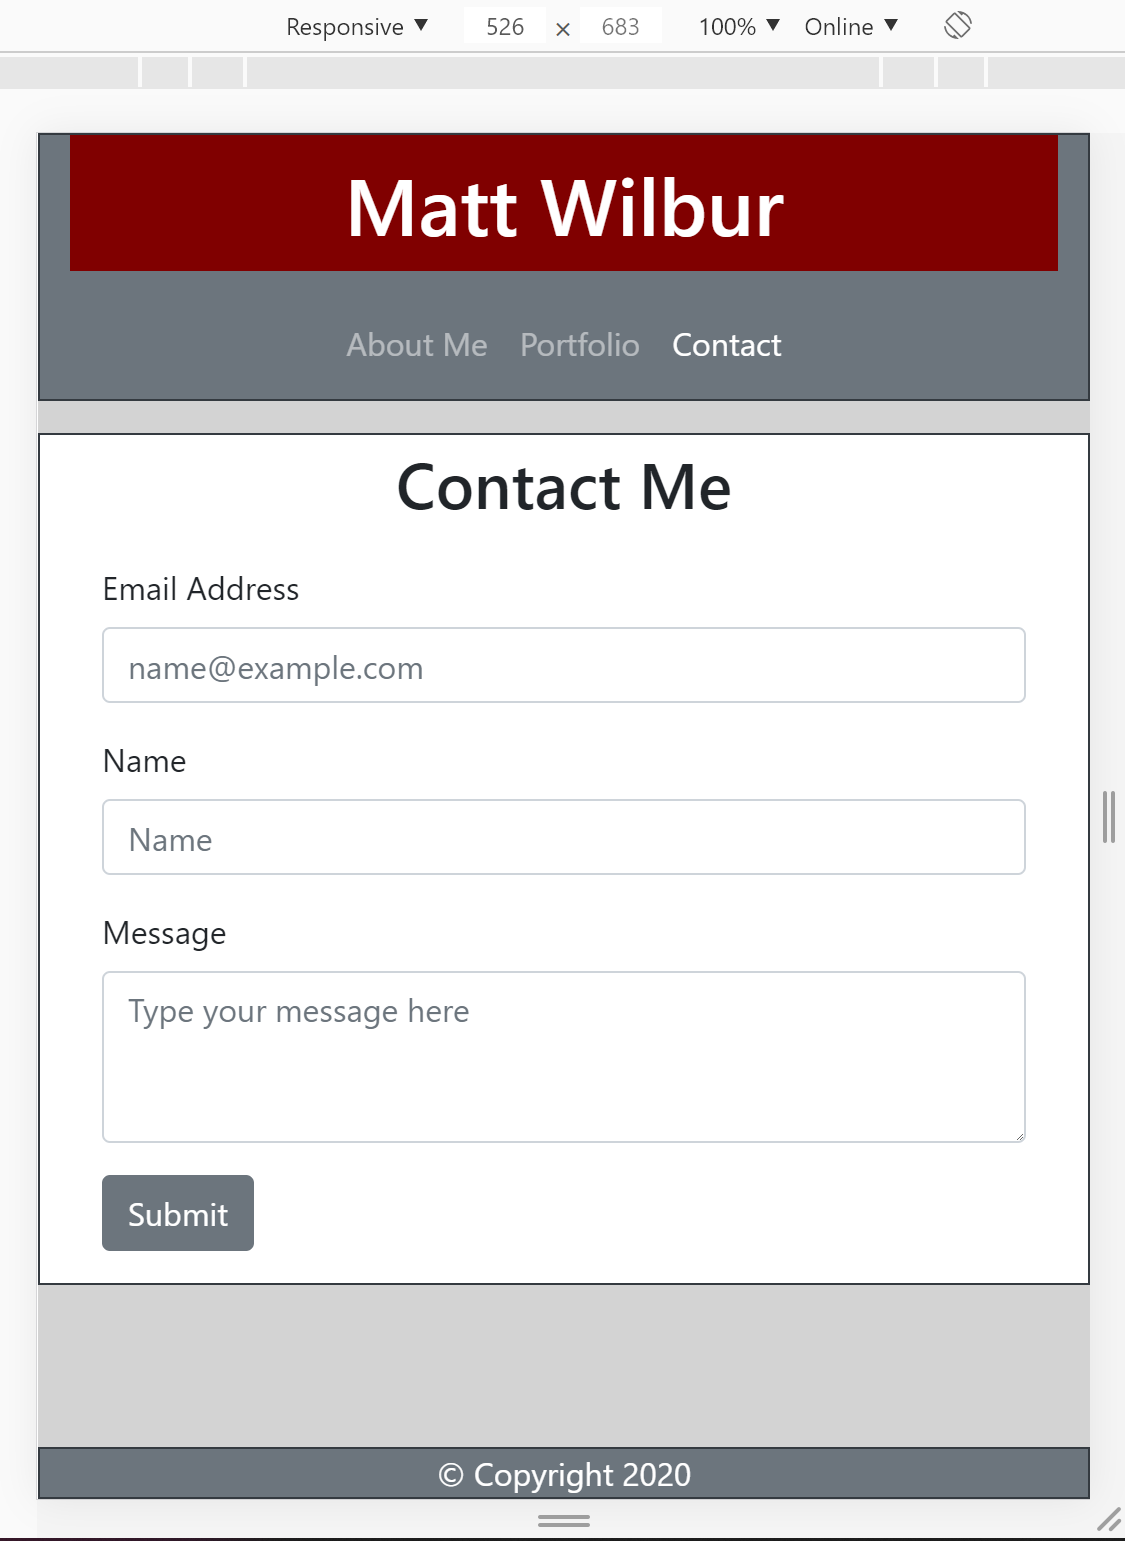 Responsive ▼ 526 × 683 100% ▼ Online ▼
Matt Wilbur
About Me Portfolio Contact
Contact Me
Email Address
name@example.com
Name
Name
Message
Type your message here
Submit
© Copyright 2020